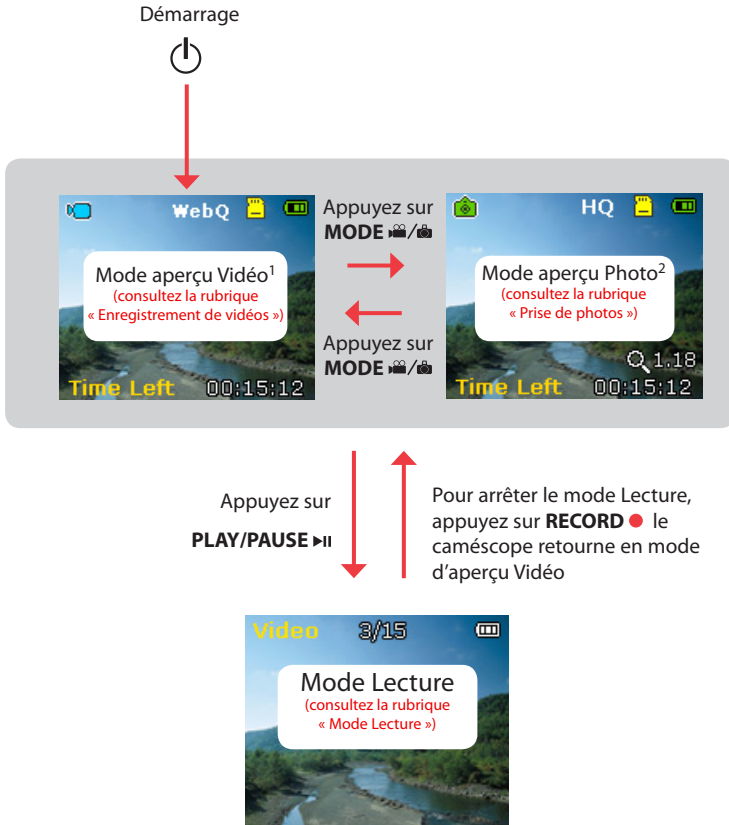 Démarrage
WebQ
Mode aperçu Vidéo1
(consultez la rubrique
« Enregistrement de vidéos »)
Time Left 00:15:12
Appuyez sur
MODE /
Appuyez sur
MODE /
HQ
Mode aperçu Photo2
(consultez la rubrique
« Prise de photos »)
1.18
Time Left 00:15:12
Appuyez sur
PLAY/PAUSE
Pour arrêter le mode Lecture,
appuyez sur RECORD le
caméscope retourne en mode
d’aperçu Vidéo
Video 3/15
Mode Lecture
(consultez la rubrique
« Mode Lecture »)